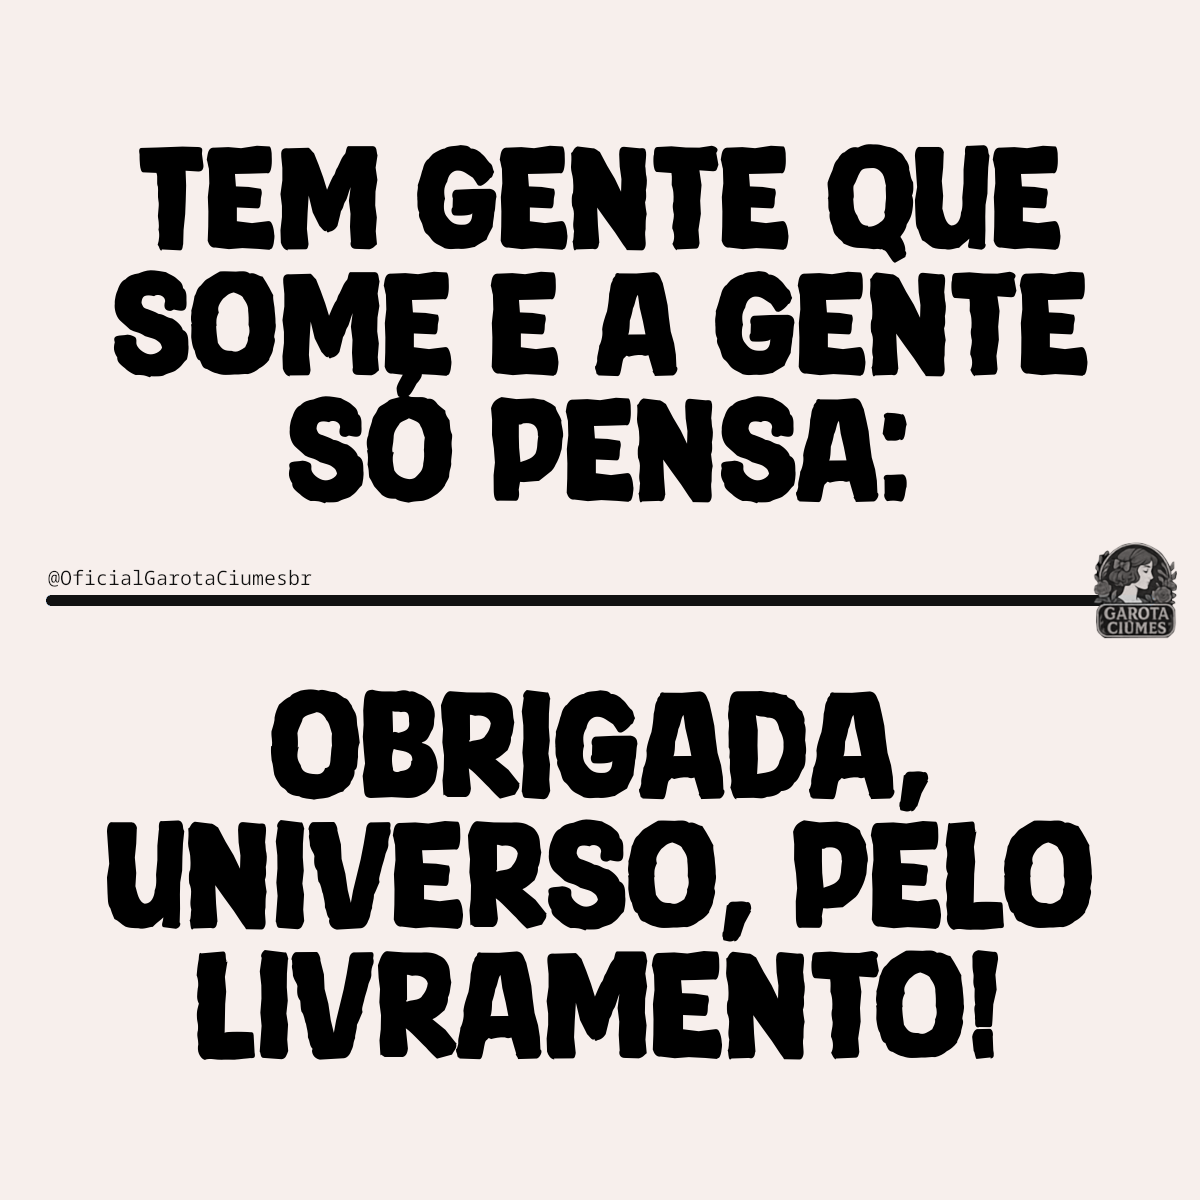 TEM GENTE QUE
SOME E A GENTE
SÓ PENSA:
@OficialGarotaCiumesbr
GAROTA
CIÚMES
OBRIGADA,
UNIVERSO, PELO
LIVRAMENTO!